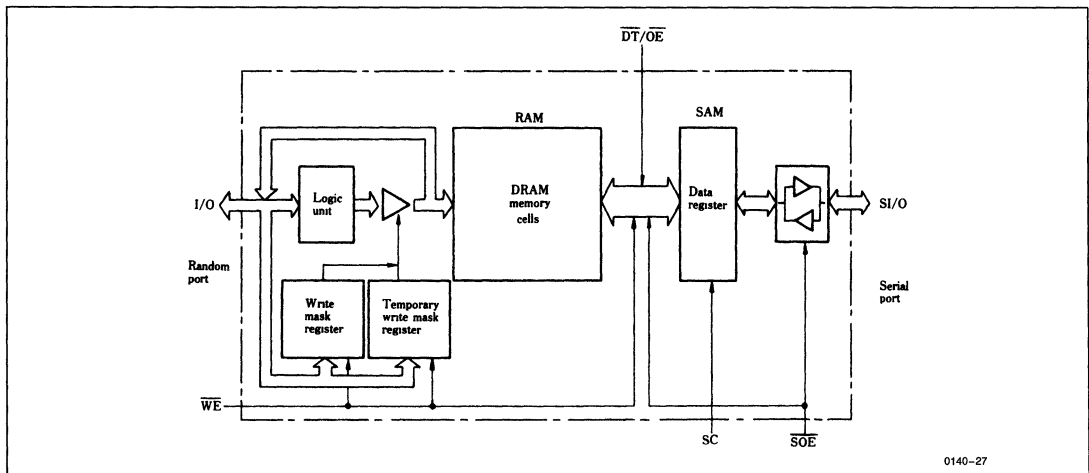 DT/OE
RAM
SAM
I/O
Logic
unit
DRAM
memory
cells
Data
register
SI/O
Random
port
Serial
port
Write
mask
register
Temporary
write mask
register
WE
SC
SOE
0140-27